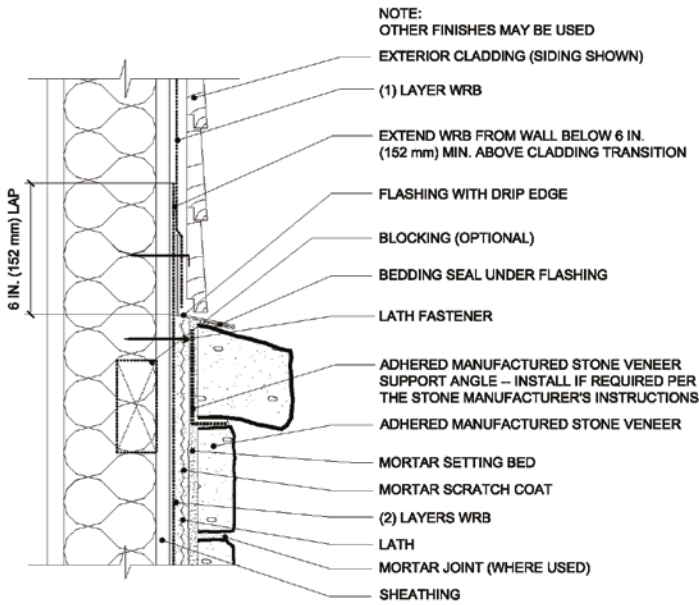 NOTE:
OTHER FINISHES MAY BE USED
EXTERIOR CLADDING (SIDING SHOWN)
(1) LAYER WRB
EXTEND WRB FROM WALL BELOW 6 IN.
(152 mm) MIN. ABOVE CLADDING TRANSITION
FLASHING WITH DRIP EDGE
BLOCKING (OPTIONAL)
BEDDING SEAL UNDER FLASHING
LATH FASTENER
ADHERED MANUFACTURED STONE VENEER
SUPPORT ANGLE -- INSTALL IF REQUIRED PER
THE STONE MANUFACTURER'S INSTRUCTIONS
ADHERED MANUFACTURED STONE VENEER
MORTAR SETTING BED
MORTAR SCRATCH COAT
(2) LAYERS WRB
LATH
MORTAR JOINT (WHERE USED)
SHEATHING
6 IN. (152 mm) LAP